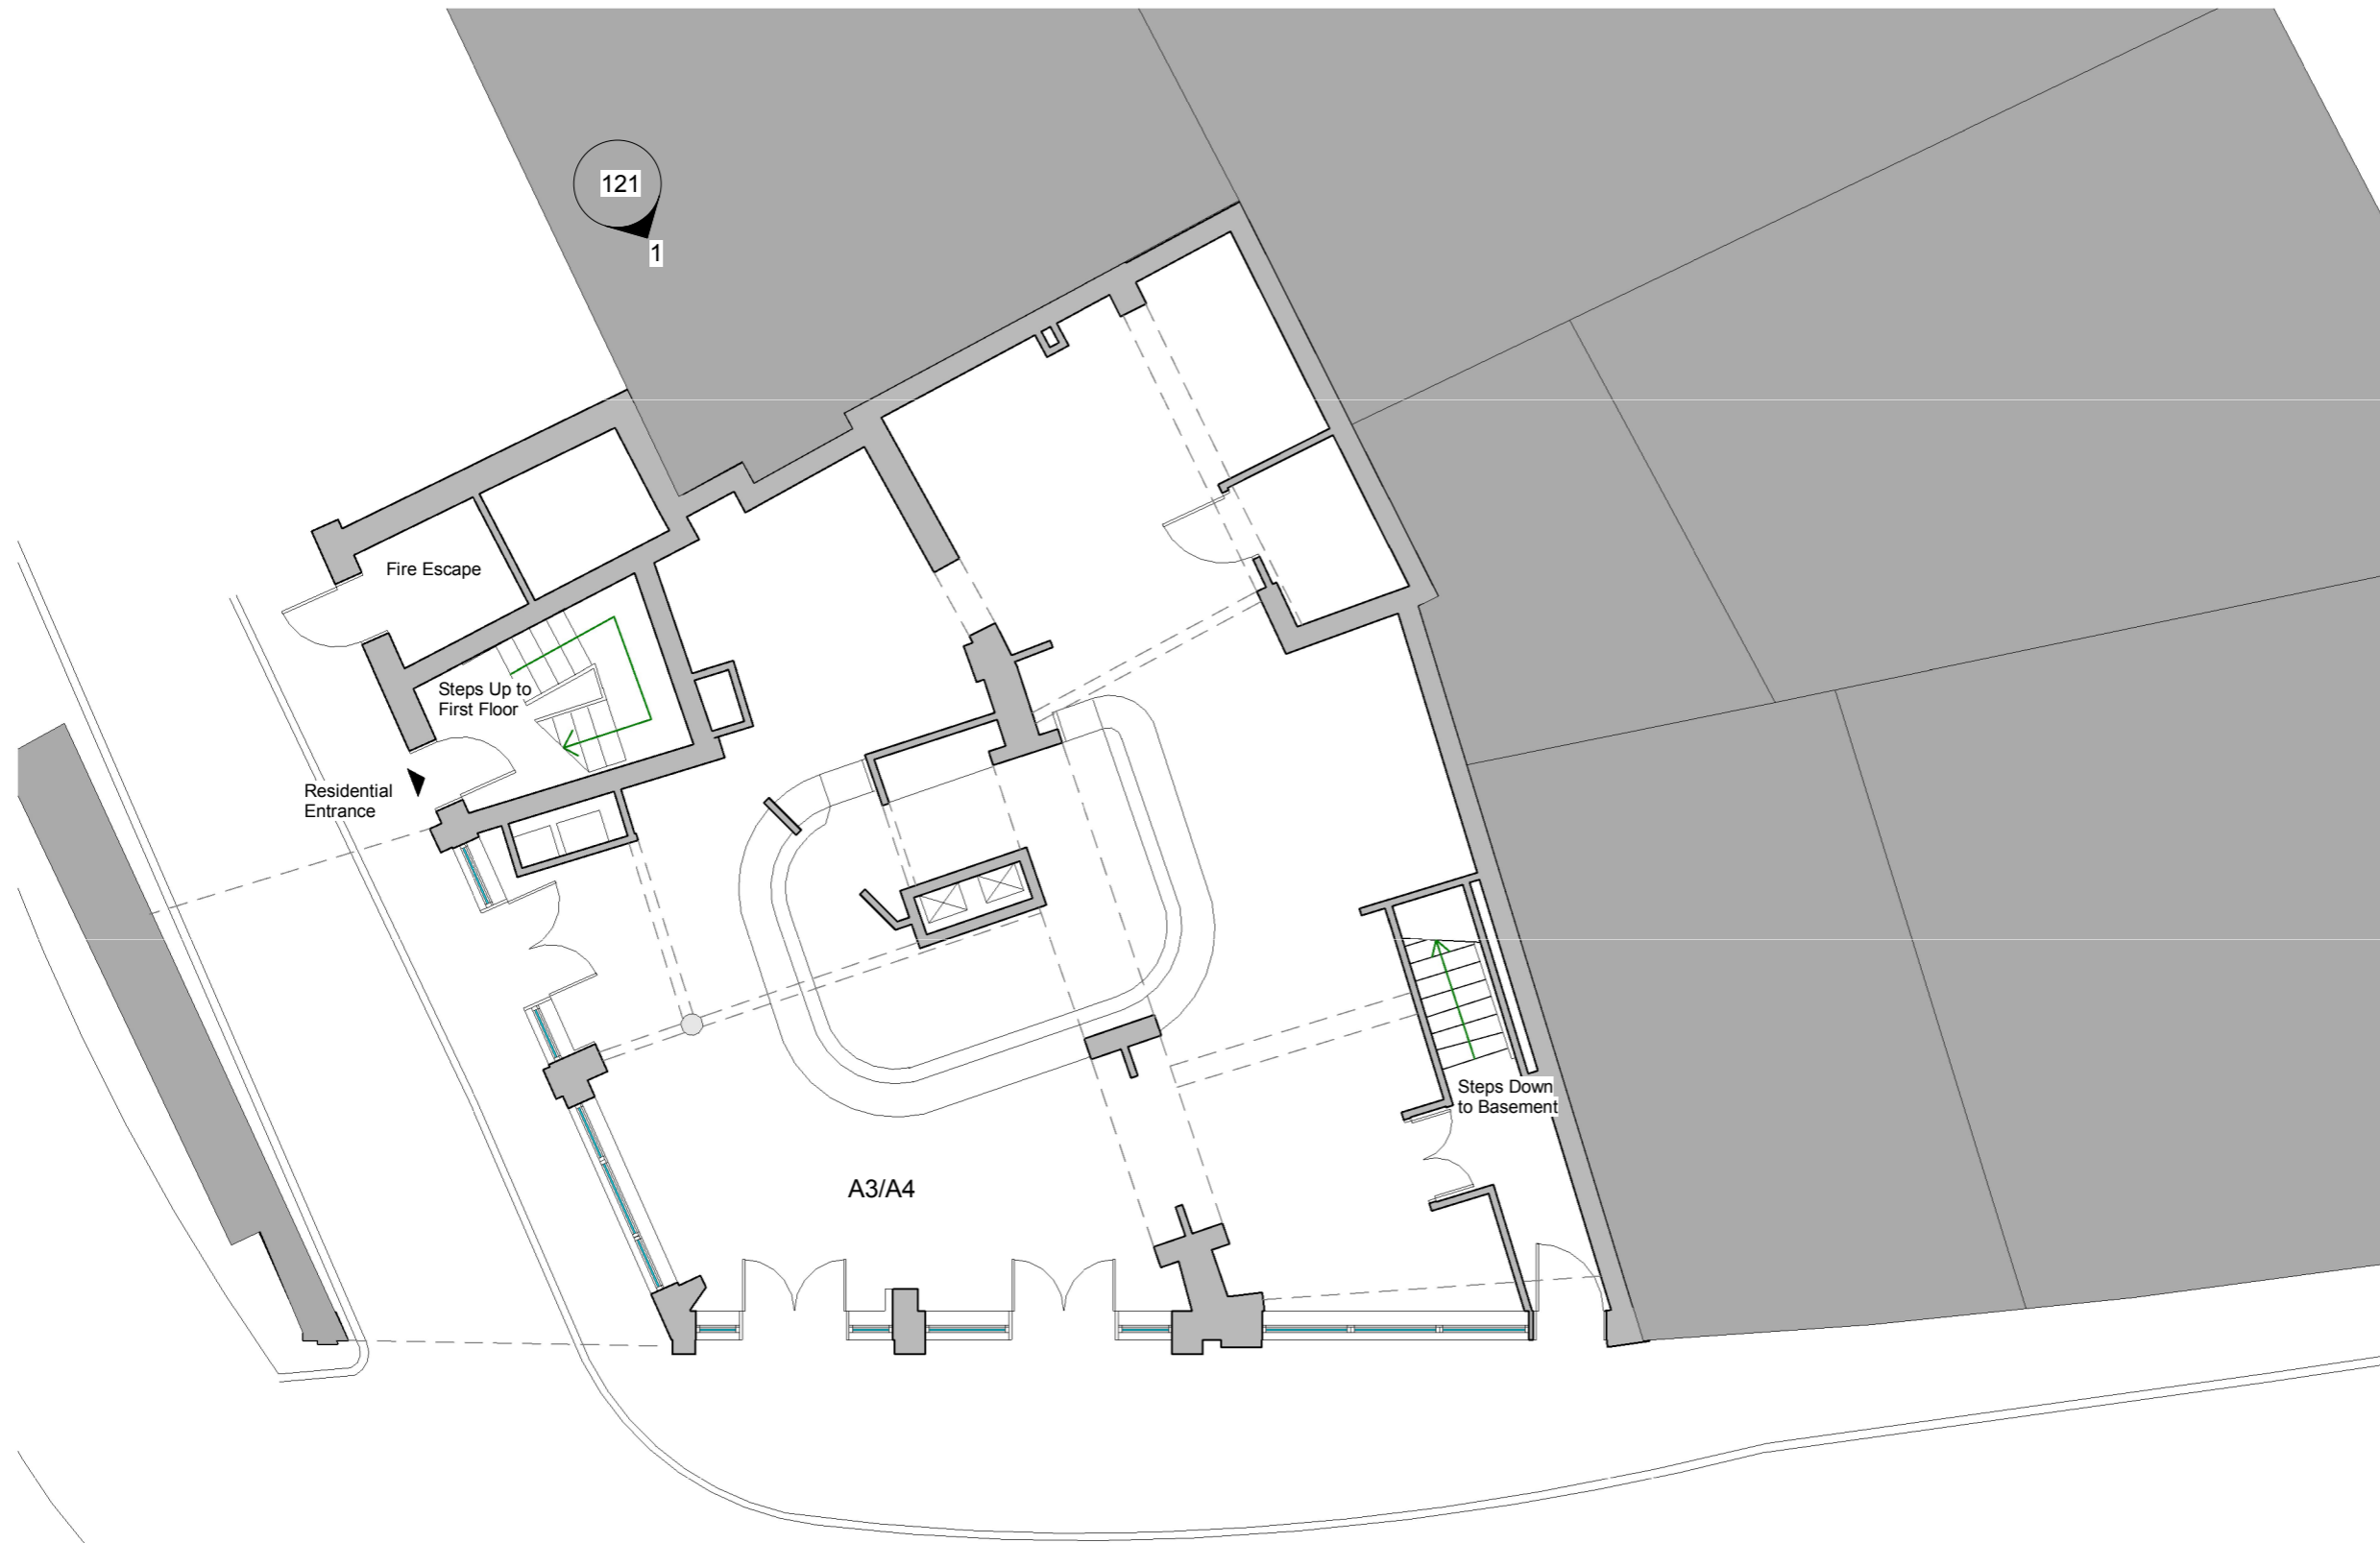 121
1
Fire Escape
Steps Up to
First Floor
Residential
Entrance
Steps Down
to Basement
A3/A4